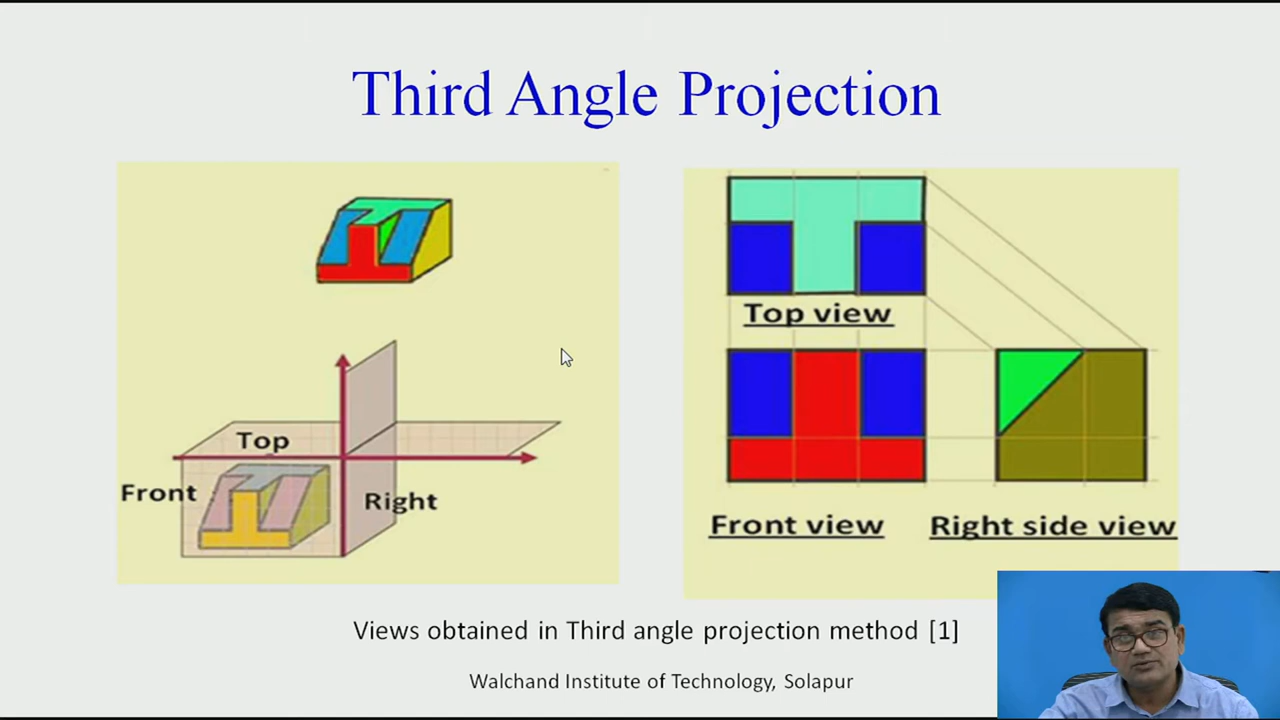 Third Angle Projection
Top
Front
Right
Top view
Front view
Right side view
Views obtained in Third angle projection method [1]
Walchand Institute of Technology, Solapur